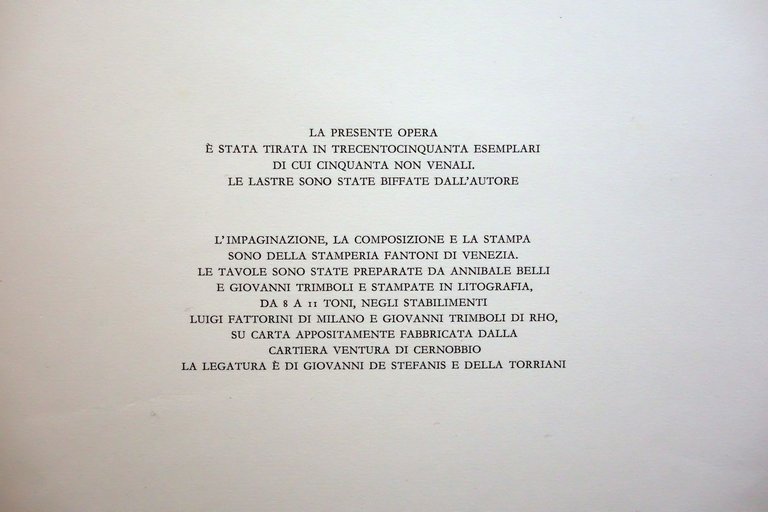 LA PRESENTE OPERA
È STATA TIRATA IN TRECENTOCINQUANTA ESEMPLARI
DI CUI CINQUANTA NON VENALI.
LE LASTRE SONO STATE BIFFATE DALL'AUTORE
L'IMPAGINAZIONE, LA COMPOSIZIONE E LA STAMPA
SONO DELLA STAMPERIA FANTONI DI VENEZIA.
LE TAVOLE SONO STATE PREPARATE DA ANNIBALE BELLI
E GIOVANNI TRIMBOLI E STAMPATE IN LITOGRAFIA,
DA 8 A 11 TONI, NEGLI STABILIMENTI
LUIGI FATTORINI DI MILANO E GIOVANNI TRIMBOLI DI RHO,
SU CARTA APPOSITAMENTE FABBRICATA DALLA
CARTIERA VENTURA DI CERNOBBIO
LA LEGATURA È DI GIOVANNI DE STEFANIS E DELLA TORRIANI